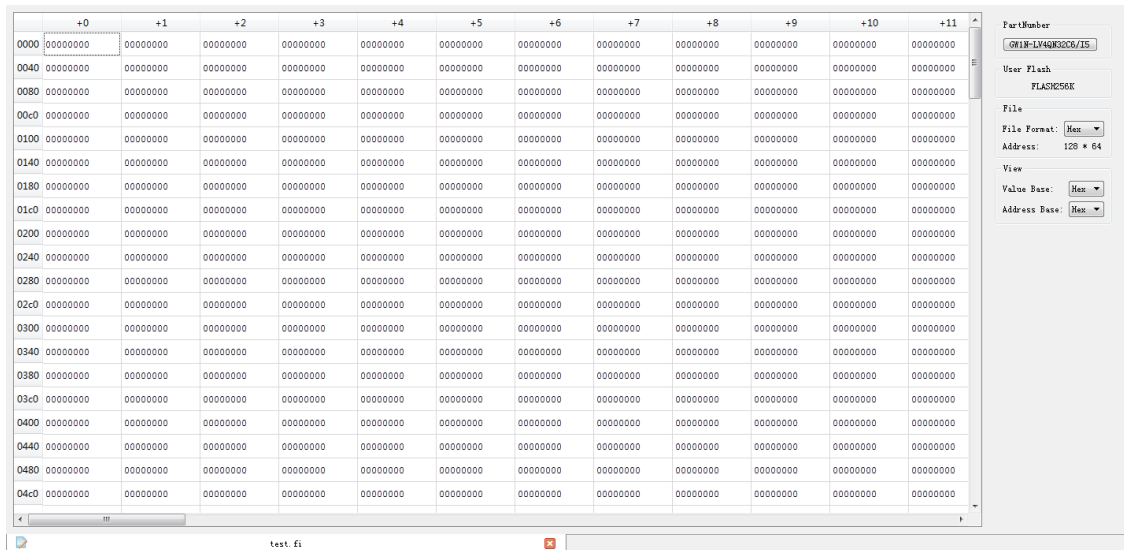 +0 +1 +2 +3 +4 +5 +6 +7 +8 +9 +10 +11
0000 00000000 00000000 00000000 00000000 00000000 00000000 00000000 00000000 00000000 00000000 00000000 00000000
0040 00000000 00000000 00000000 00000000 00000000 00000000 00000000 00000000 00000000 00000000 00000000 00000000
0080 00000000 00000000 00000000 00000000 00000000 00000000 00000000 00000000 00000000 00000000 00000000 00000000
00c0 00000000 00000000 00000000 00000000 00000000 00000000 00000000 00000000 00000000 00000000 00000000 00000000
0100 00000000 00000000 00000000 00000000 00000000 00000000 00000000 00000000 00000000 00000000 00000000 00000000
0140 00000000 00000000 00000000 00000000 00000000 00000000 00000000 00000000 00000000 00000000 00000000 00000000
0180 00000000 00000000 00000000 00000000 00000000 00000000 00000000 00000000 00000000 00000000 00000000 00000000
01c0 00000000 00000000 00000000 00000000 00000000 00000000 00000000 00000000 00000000 00000000 00000000 00000000
0200 00000000 00000000 00000000 00000000 00000000 00000000 00000000 00000000 00000000 00000000 00000000 00000000
0240 00000000 00000000 00000000 00000000 00000000 00000000 00000000 00000000 00000000 00000000 00000000 00000000
0280 00000000 00000000 00000000 00000000 00000000 00000000 00000000 00000000 00000000 00000000 00000000 00000000
02c0 00000000 00000000 00000000 00000000 00000000 00000000 00000000 00000000 00000000 00000000 00000000 00000000
0300 00000000 00000000 00000000 00000000 00000000 00000000 00000000 00000000 00000000 00000000 00000000 00000000
0340 00000000 00000000 00000000 00000000 00000000 00000000 00000000 00000000 00000000 00000000 00000000 00000000
0380 00000000 00000000 00000000 00000000 00000000 00000000 00000000 00000000 00000000 00000000 00000000 00000000
03c0 00000000 00000000 00000000 00000000 00000000 00000000 00000000 00000000 00000000 00000000 00000000 00000000
0400 00000000 00000000 00000000 00000000 00000000 00000000 00000000 00000000 00000000 00000000 00000000 00000000
0440 00000000 00000000 00000000 00000000 00000000 00000000 00000000 00000000 00000000 00000000 00000000 00000000
0480 00000000 00000000 00000000 00000000 00000000 00000000 00000000 00000000 00000000 00000000 00000000 00000000
04c0 00000000 00000000 00000000 00000000 00000000 00000000 00000000 00000000 00000000 00000000 00000000 00000000
PartNumber
GW1N-LV4QN32C6/I5
User Flash
FLASH256K
File
File Format: Hex
Address: 128 * 64
View
Value Base: Hex
Address Base: Hex
test.fi